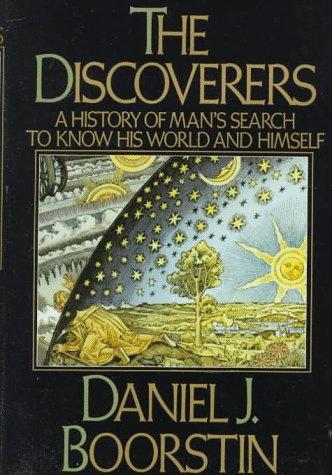 THE
DISCOVERERS
A HISTORY OF MAN'S SEARCH
TO KNOW HIS WORLD AND HIMSELF
DANIEL J.
BOORSTIN